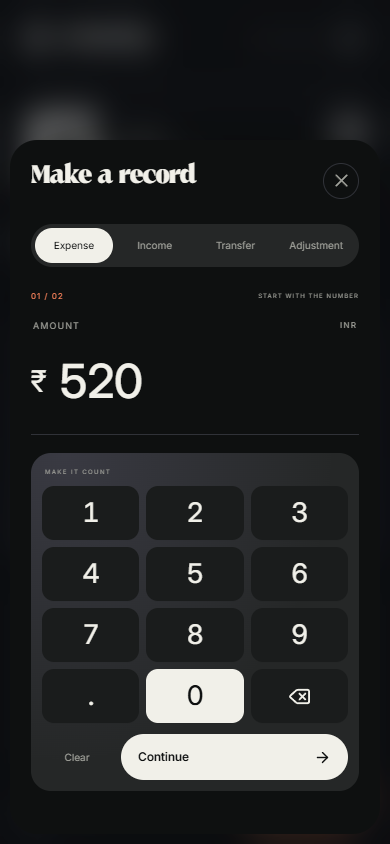 Make a record
Expense Income Transfer Adjustment
01 / 02 START WITH THE NUMBER
AMOUNT INR
₹ 520
MAKE IT COUNT
1 2 3
4 5 6
7 8 9
. 0
Clear Continue →